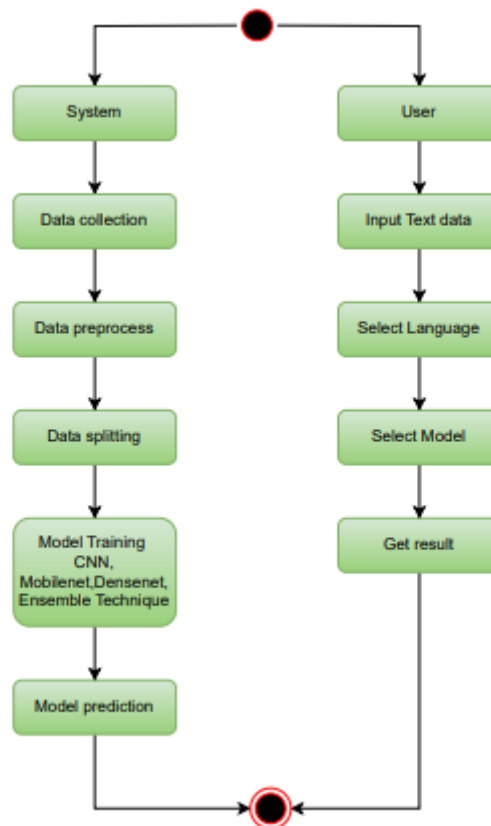 System
User
Data collection
Input Text data
Data preprocess
Select Language
Data splitting
Select Model
Model Training
CNN,
Mobilenet,Densenet,
Ensemble Technique
Get result
Model prediction